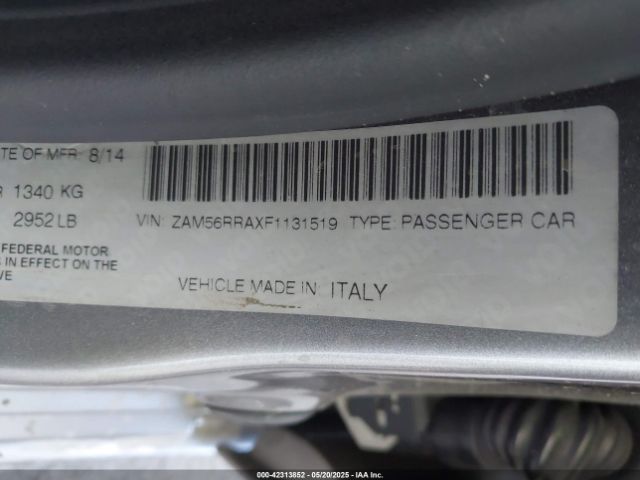 TE OF MFR: 8/14
1340 KG
2952 LB
VIN: ZAM56RRAXF1131519 TYPE: PASSENGER CAR
FEDERAL MOTOR
IN EFFECT ON THE
VEHICLE MADE IN: ITALY
000-42313852 - 05/20/2025 - IAA Inc.